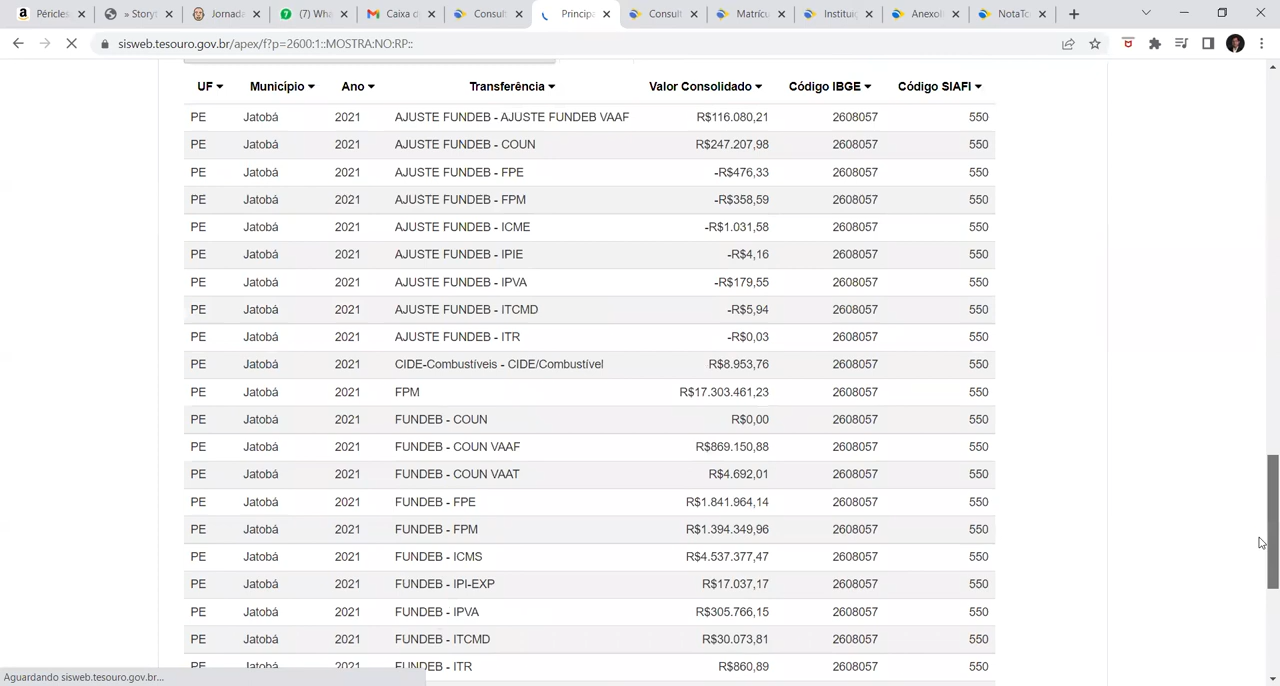 Péricles
» Storyt
Jornada
(7) Wha
Caixa d
Consult
Principa
Consult
Matrícu
Instituiç
Anexol
NotaTc
sisweb.tesouro.gov.br/apex/f?p=2600:1::MOSTRA:NO:RP::
UF Município Ano Transferência Valor Consolidado Código IBGE Código SIAFI
PE Jatobá 2021 AJUSTE FUNDEB - AJUSTE FUNDEB VAAF R$116.080,21 2608057 550
PE Jatobá 2021 AJUSTE FUNDEB - COUN R$247.207,98 2608057 550
PE Jatobá 2021 AJUSTE FUNDEB - FPE -R$476,33 2608057 550
PE Jatobá 2021 AJUSTE FUNDEB - FPM -R$358,59 2608057 550
PE Jatobá 2021 AJUSTE FUNDEB - ICME -R$1.031,58 2608057 550
PE Jatobá 2021 AJUSTE FUNDEB - IPIE -R$4,16 2608057 550
PE Jatobá 2021 AJUSTE FUNDEB - IPVA -R$179,55 2608057 550
PE Jatobá 2021 AJUSTE FUNDEB - ITCMD -R$5,94 2608057 550
PE Jatobá 2021 AJUSTE FUNDEB - ITR -R$0,03 2608057 550
PE Jatobá 2021 CIDE-Combustíveis - CIDE/Combustível R$8.953,76 2608057 550
PE Jatobá 2021 FPM R$17.303.461,23 2608057 550
PE Jatobá 2021 FUNDEB - COUN R$0,00 2608057 550
PE Jatobá 2021 FUNDEB - COUN VAAF R$869.150,88 2608057 550
PE Jatobá 2021 FUNDEB - COUN VAAT R$4.692,01 2608057 550
PE Jatobá 2021 FUNDEB - FPE R$1.841.964,14 2608057 550
PE Jatobá 2021 FUNDEB - FPM R$1.394.349,96 2608057 550
PE Jatobá 2021 FUNDEB - ICMS R$4.537.377,47 2608057 550
PE Jatobá 2021 FUNDEB - IPI-EXP R$17.037,17 2608057 550
PE Jatobá 2021 FUNDEB - IPVA R$305.766,15 2608057 550
PE Jatobá 2021 FUNDEB - ITCMD R$30.073,81 2608057 550
PE Jatobá 2021 FUNDEB - ITR R$860,89 2608057 550
Aguardando sisweb.tesouro.gov.br...